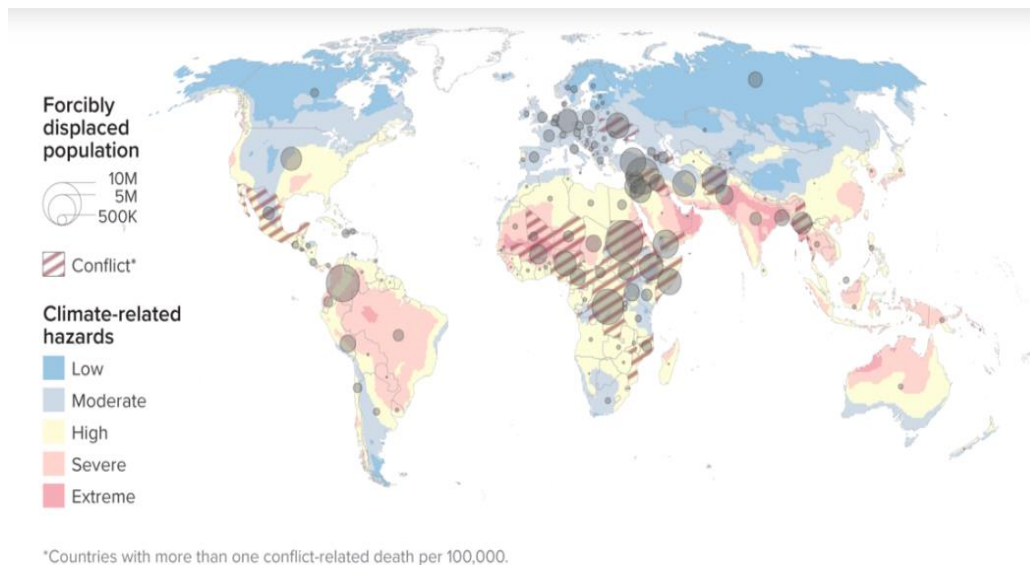 Forcibly
displaced
population
10M
5M
500K
Conflict*
Climate-related
hazards
Low
Moderate
High
Severe
Extreme
*Countries with more than one conflict-related death per 100,000.